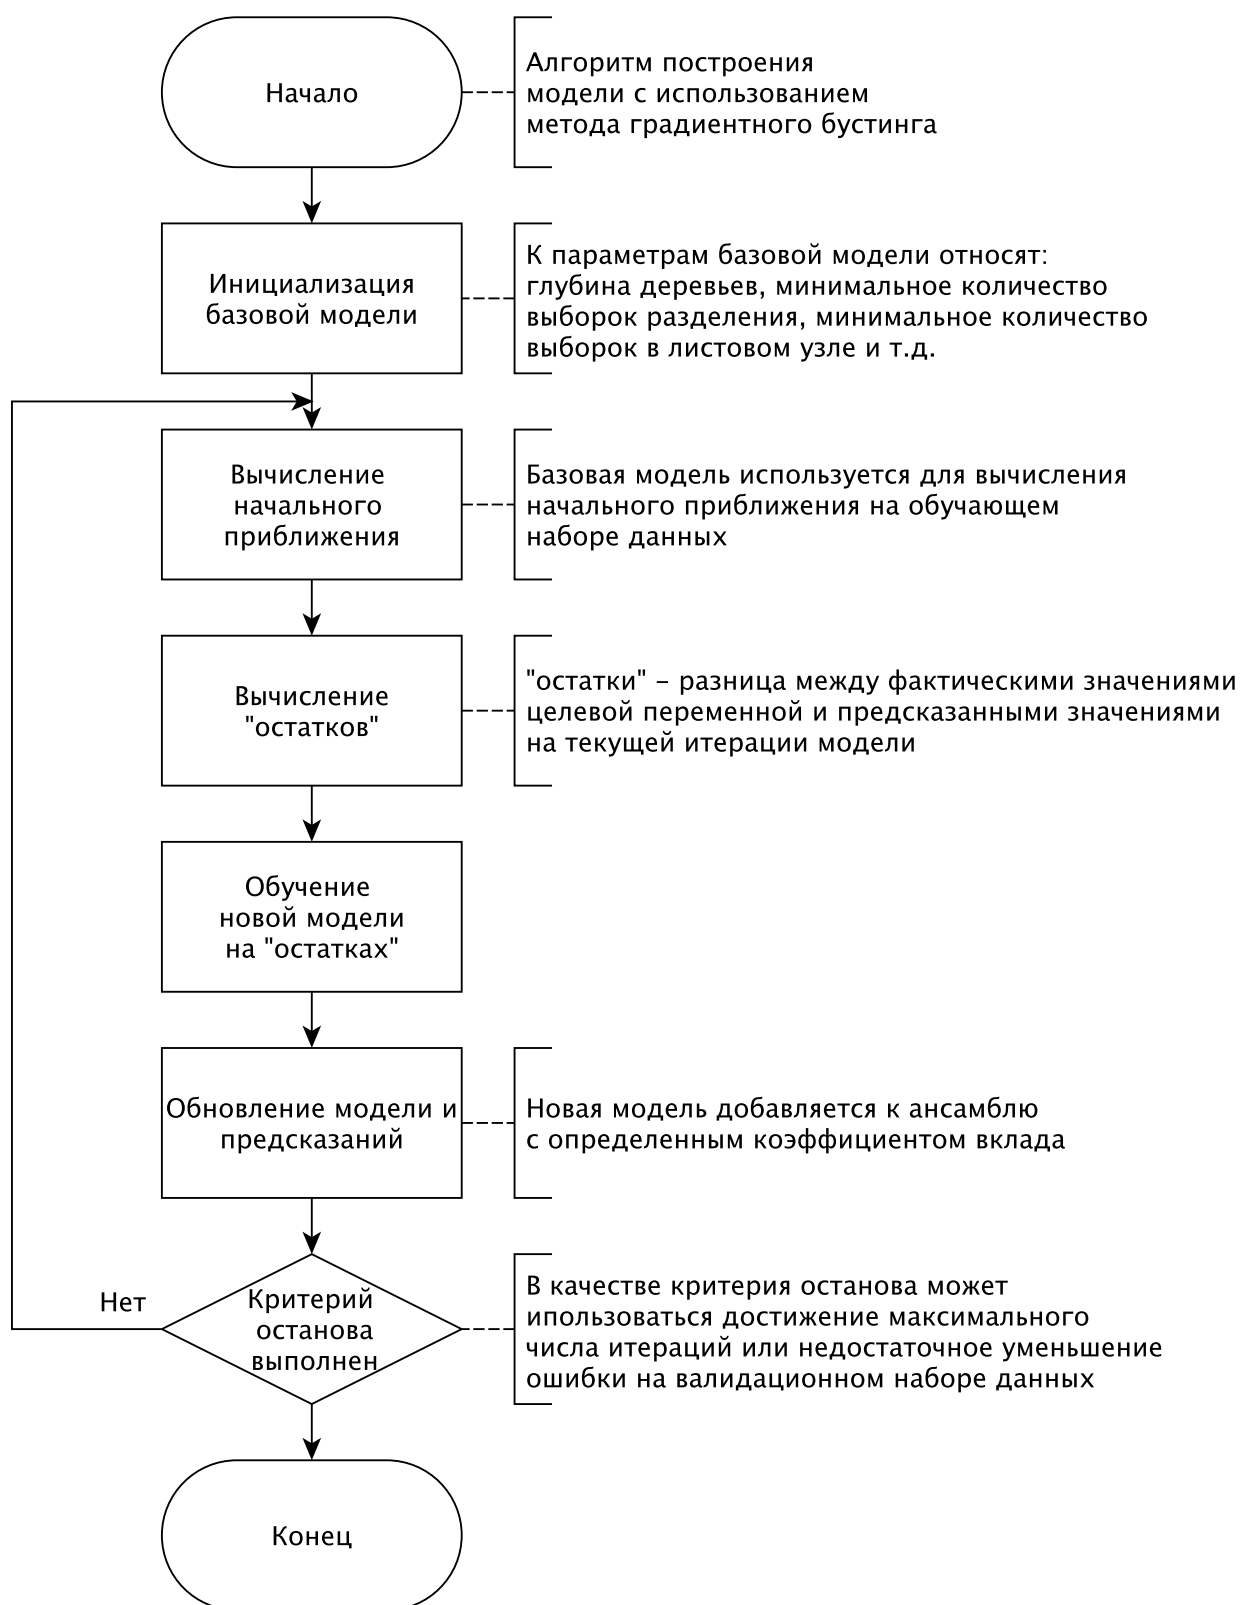 Начало
Алгоритм построения
модели с использованием
метода градиентного бустинга
Инициализация
базовой модели
К параметрам базовой модели относят:
глубина деревьев, минимальное количество
выборок разделения, минимальное количество
выборок в листовом узле и т.д.
Вычисление
начального
приближения
Базовая модель используется для вычисления
начального приближения на обучающем
наборе данных
Вычисление
"остатков"
"остатки" – разница между фактическими значениями
целевой переменной и предсказанными значениями
на текущей итерации модели
Обучение
новой модели
на "остатках"
Обновление модели и
предсказаний
Новая модель добавляется к ансамблю
с определенным коэффициентом вклада
Нет
Критерий
останова
выполнен
В качестве критерия останова может
ипользоваться достижение максимального
числа итераций или недостаточное уменьшение
ошибки на валидационном наборе данных
Конец